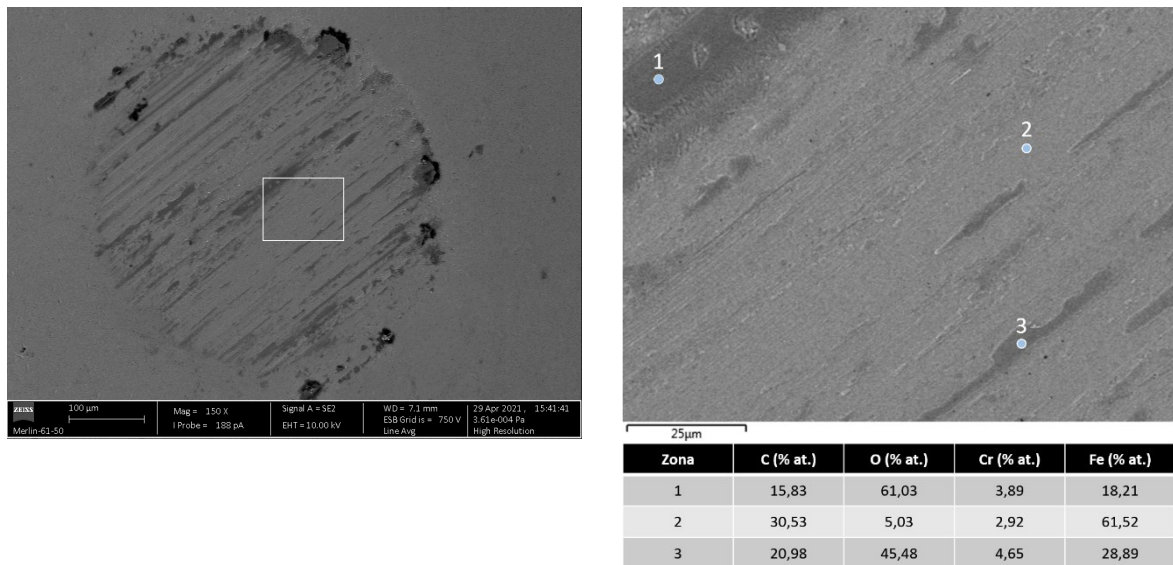 1
2
3
ZEISS
Merlin-61-50
100 µm
Mag = 150 X
I Probe = 188 pA
Signal A = SE2
EHT = 10.00 kV
WD = 7.1 mm
ESB Grid is = 750 V
Line Avg
29 Apr 2021 , 15:41:41
3.61e-004 Pa
High Resolution
25µm
Zona C (% at.) O (% at.) Cr (% at.) Fe (% at.)
1 15,83 61,03 3,89 18,21
2 30,53 5,03 2,92 61,52
3 20,98 45,48 4,65 28,89